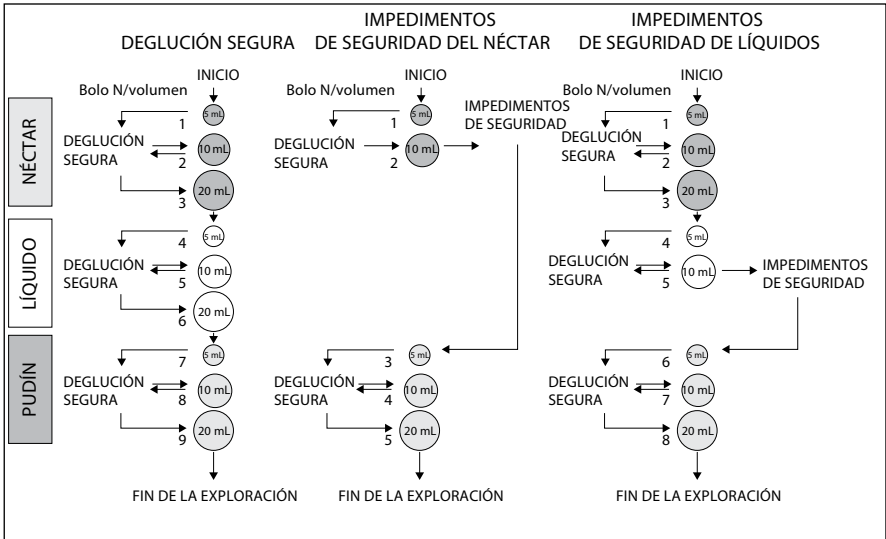 DEGLUCIÓN SEGURA
IMPEDIMENTOS
DE SEGURIDAD DEL NÉCTAR
IMPEDIMENTOS
DE SEGURIDAD DE LÍQUIDOS
NÉCTAR
LÍQUIDO
PUDÍN
INICIO
Bolo N/volumen
5 mL
1
DEGLUCIÓN
SEGURA
10 mL
2
20 mL
3
5 mL
4
DEGLUCIÓN
SEGURA
10 mL
5
20 mL
6
5 mL
7
DEGLUCIÓN
SEGURA
10 mL
8
20 mL
9
FIN DE LA EXPLORACIÓN
INICIO
Bolo N/volumen
5 mL
1
IMPEDIMENTOS
DE SEGURIDAD
DEGLUCIÓN
SEGURA
10 mL
2
5 mL
3
DEGLUCIÓN
SEGURA
10 mL
4
20 mL
5
FIN DE LA EXPLORACIÓN
INICIO
Bolo N/volumen
5 mL
1
DEGLUCIÓN
SEGURA
10 mL
2
20 mL
3
5 mL
4
DEGLUCIÓN
SEGURA
10 mL
5
IMPEDIMENTOS
DE SEGURIDAD
5 mL
6
DEGLUCIÓN
SEGURA
10 mL
7
20 mL
8
FIN DE LA EXPLORACIÓN